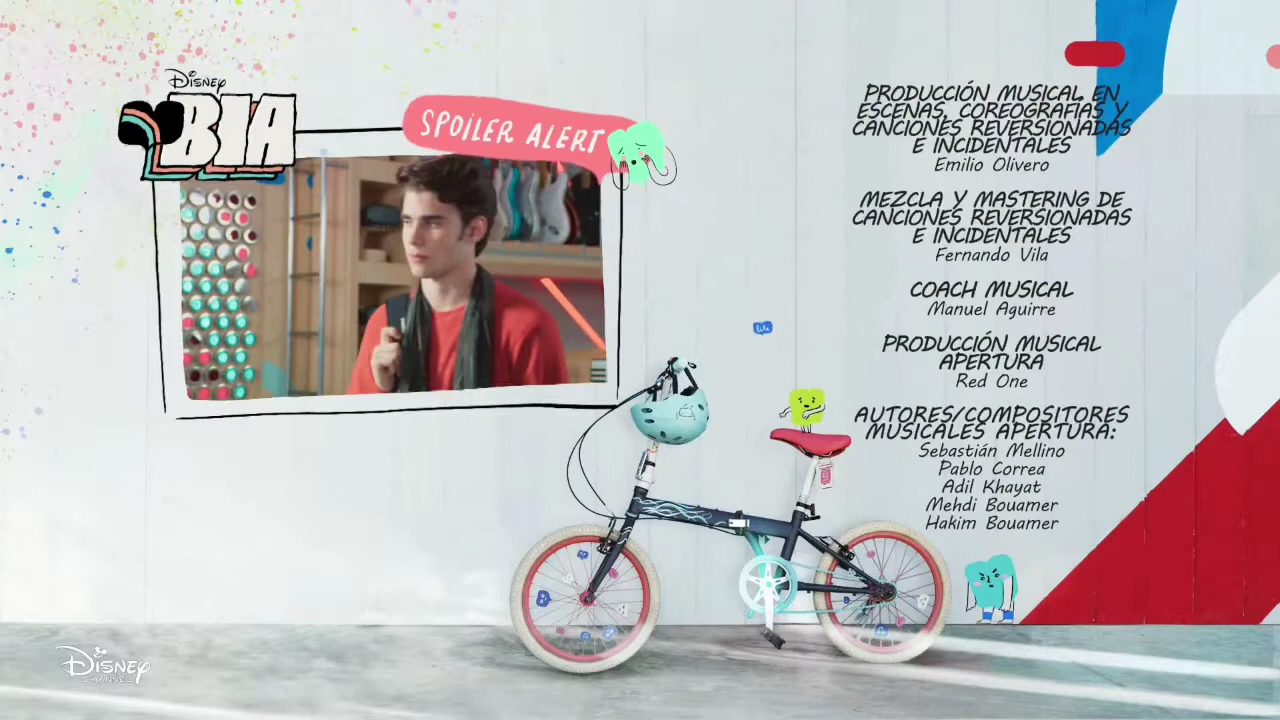 DISNEY
BIA
SPOILER ALERT
PRODUCCIÓN MUSICAL EN
ESCENAS, COREOGRAFÍAS Y
CANCIONES REVERSIONADAS
E INCIDENTALES
Emilio Olivero
MEZCLA Y MASTERING DE
CANCIONES REVERSIONADAS
E INCIDENTALES
Fernando Vila
COACH MUSICAL
Manuel Aguirre
PRODUCCIÓN MUSICAL
APERTURA
Red One
AUTORES/COMPOSITORES
MUSICALES APERTURA:
Sebastián Mellino
Pablo Correa
Adil Khayat
Mehdi Bouamer
Hakim Bouamer
DISNEY
CHANNEL